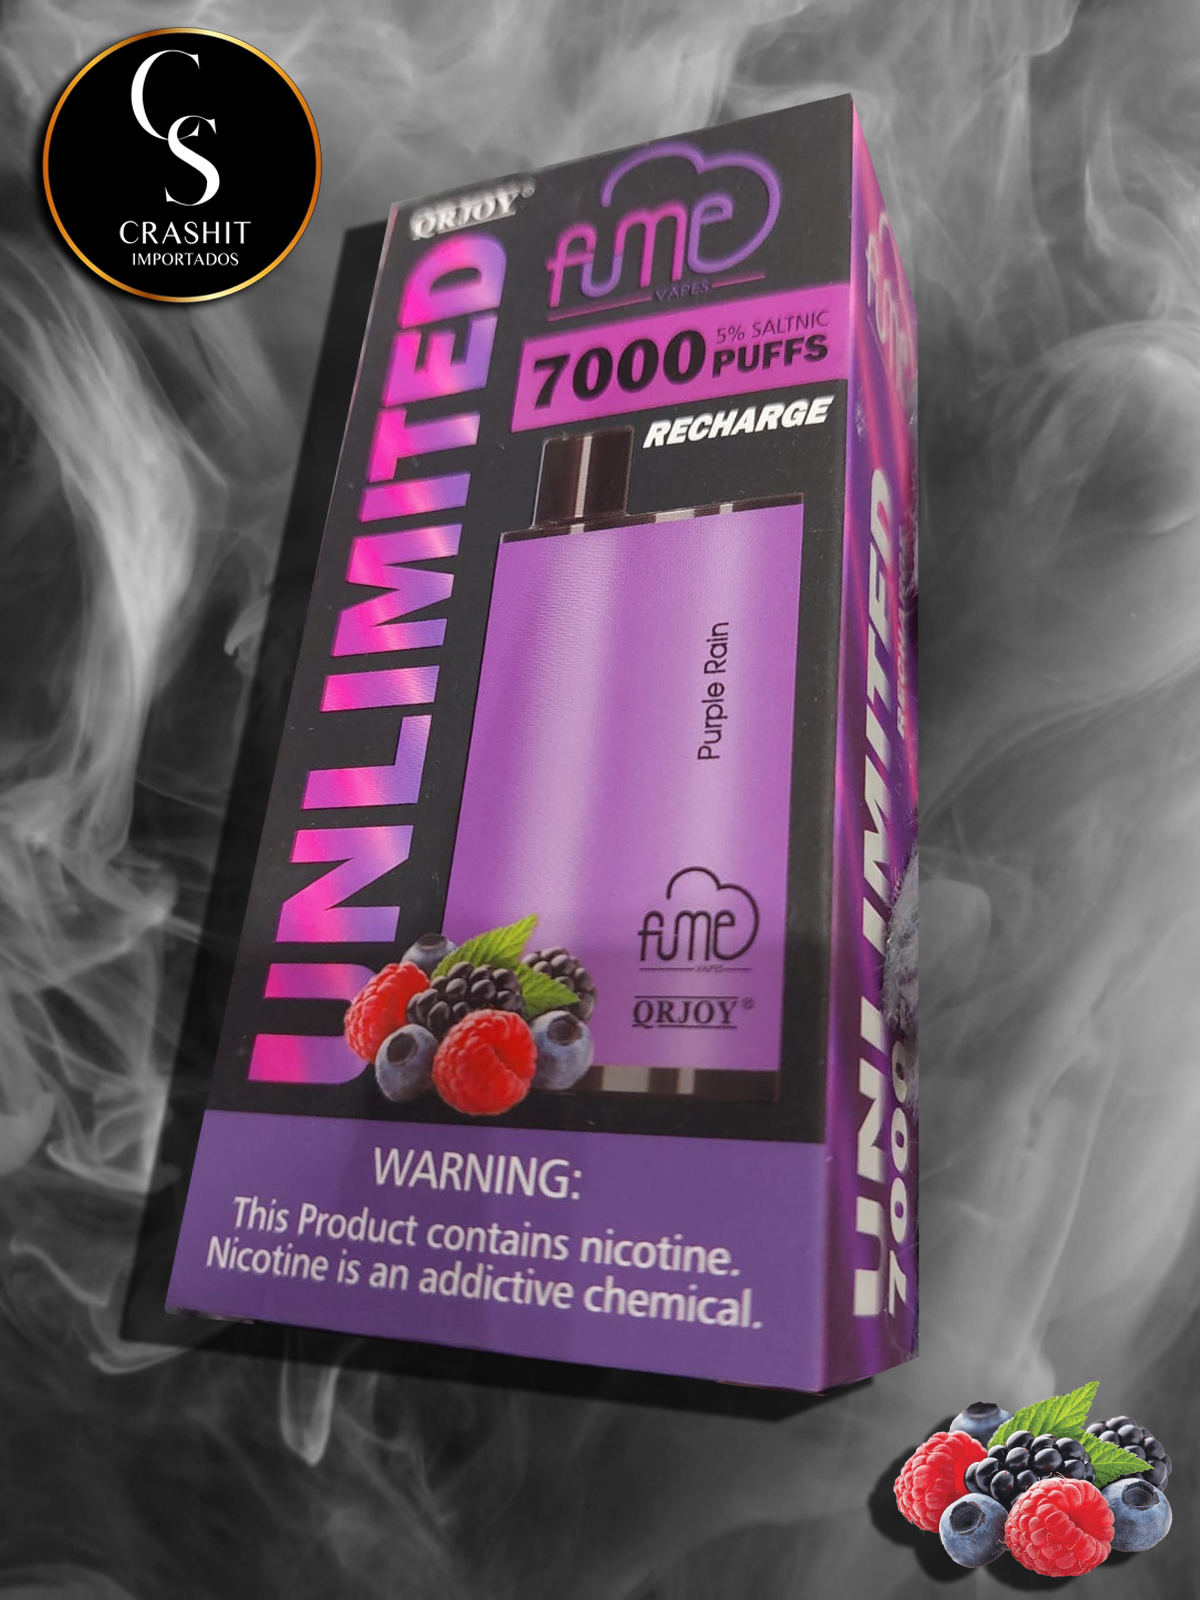 CS
CRASHIT
IMPORTADOS
QRJOY®
fume
VAPES
UNLIMITED
5% SALTNIC
7000 PUFFS
RECHARGE
Purple Rain
fume
VAPES
QRJOY®
WARNING:
This Product contains nicotine.
Nicotine is an addictive chemical.
UNLIMITED
7000